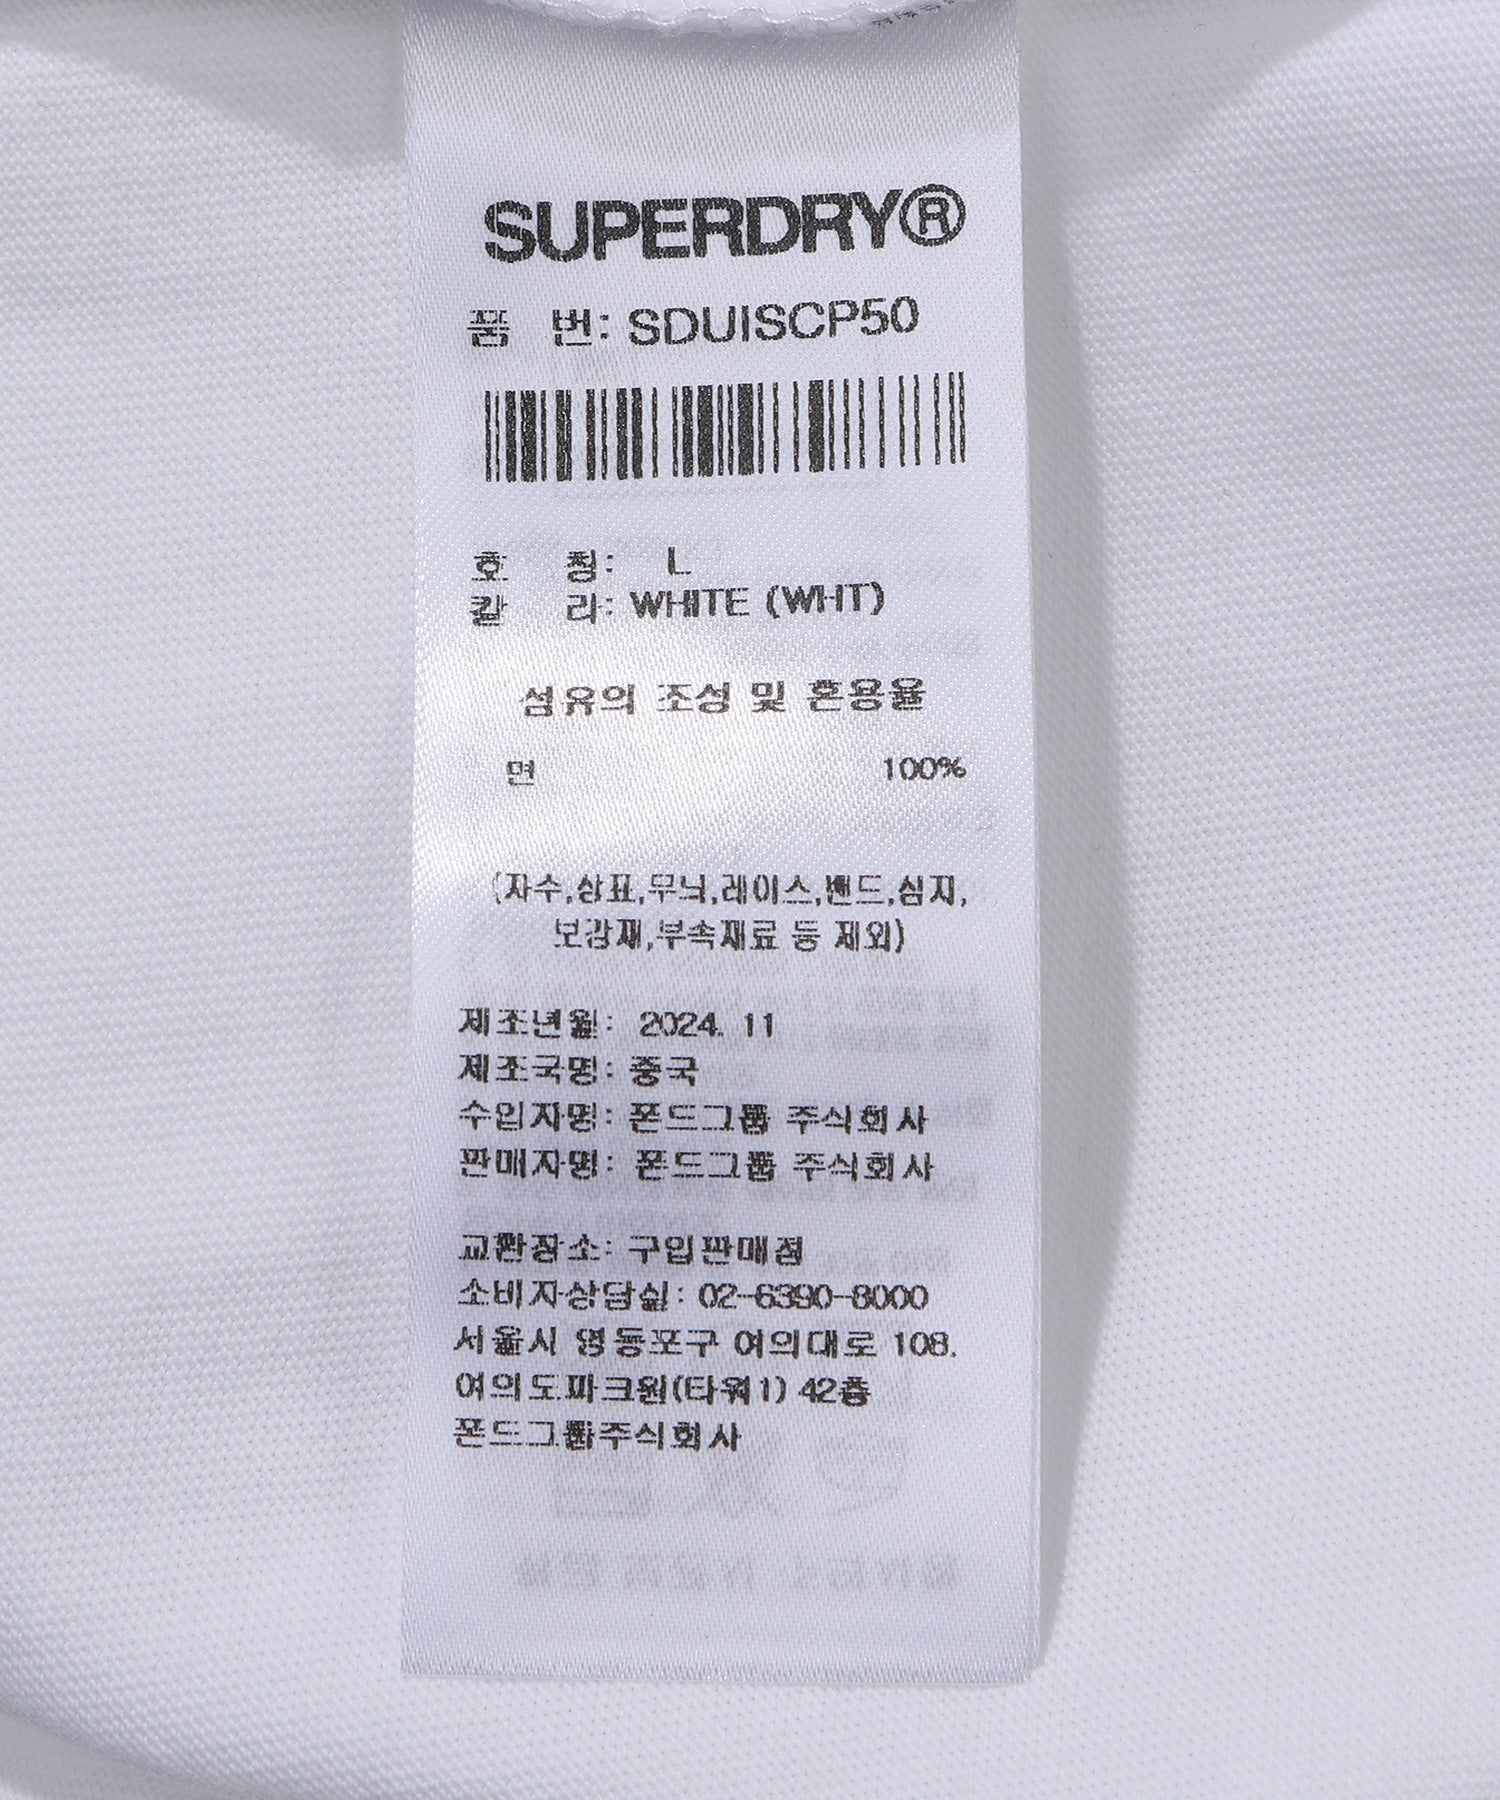 SUPERDRY®
품 번: SDUISCP50
호 칭: L
칼 라: WHITE (WHT)
섬유의 조성 및 혼용율
면 100%
(자수,상표,무늬,레이스,밴드,심지,
보강재,부속재료 등 제외)
제조년월: 2024. 11
제조국명: 중국
수입자명: 폰드그룹 주식회사
판매자명: 폰드그룹 주식회사
교환장소: 구입판매점
소비자상담실: 02-6390-8000
서울시 영등포구 여의대로 108.
여의도파크원(타워1) 42층
폰드그룹주식회사